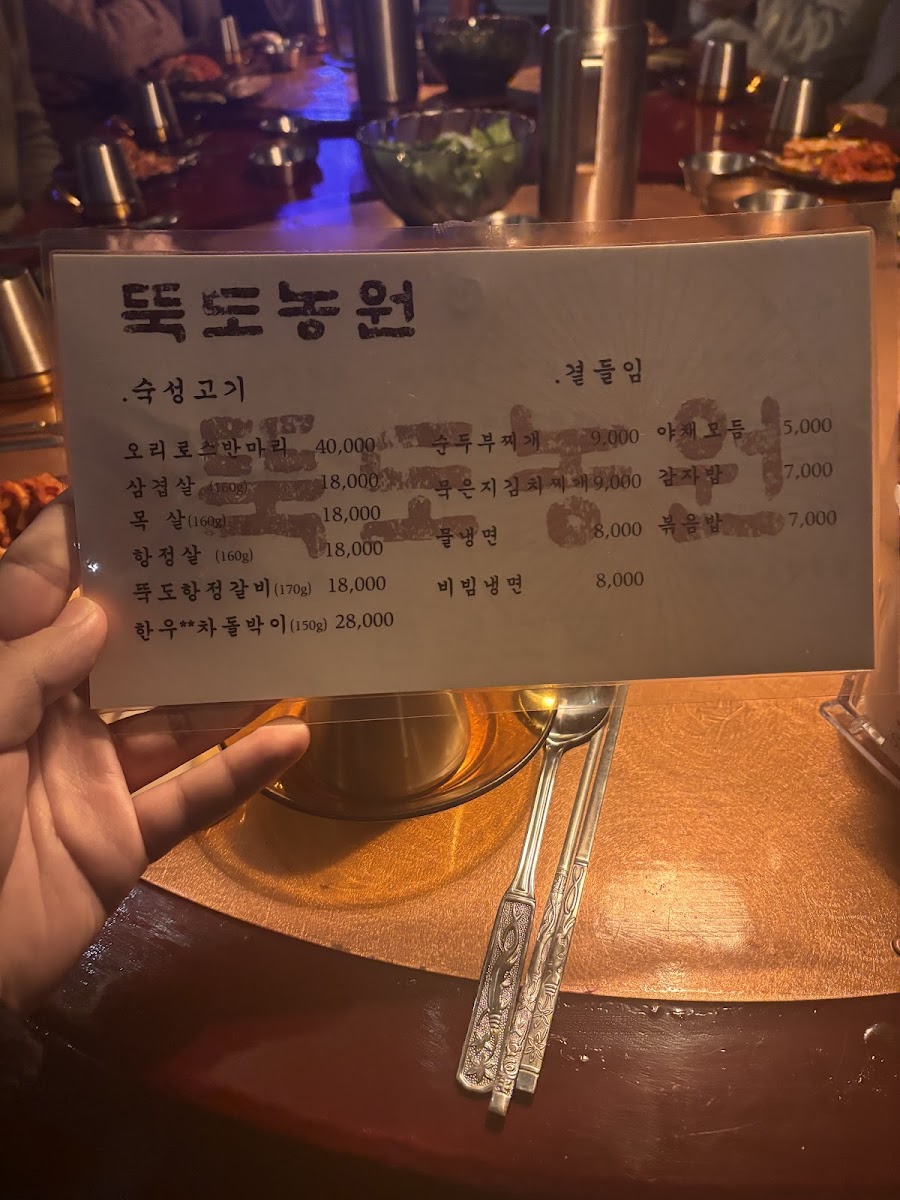 뚝도농원
.숙성고기
오리로스반마리 40,000
삼겹살 (160g) 18,000
목 살(160g) 18,000
항정살 (160g) 18,000
뚝도항정갈비(170g) 18,000
한우**차돌박이(150g) 28,000
.곁들임
순두부찌개 9,000
묵은지김치찌개 9,000
물냉면 8,000
비빔냉면 8,000
야채모듬 5,000
감자밥 7,000
볶음밥 7,000
뚝도농원